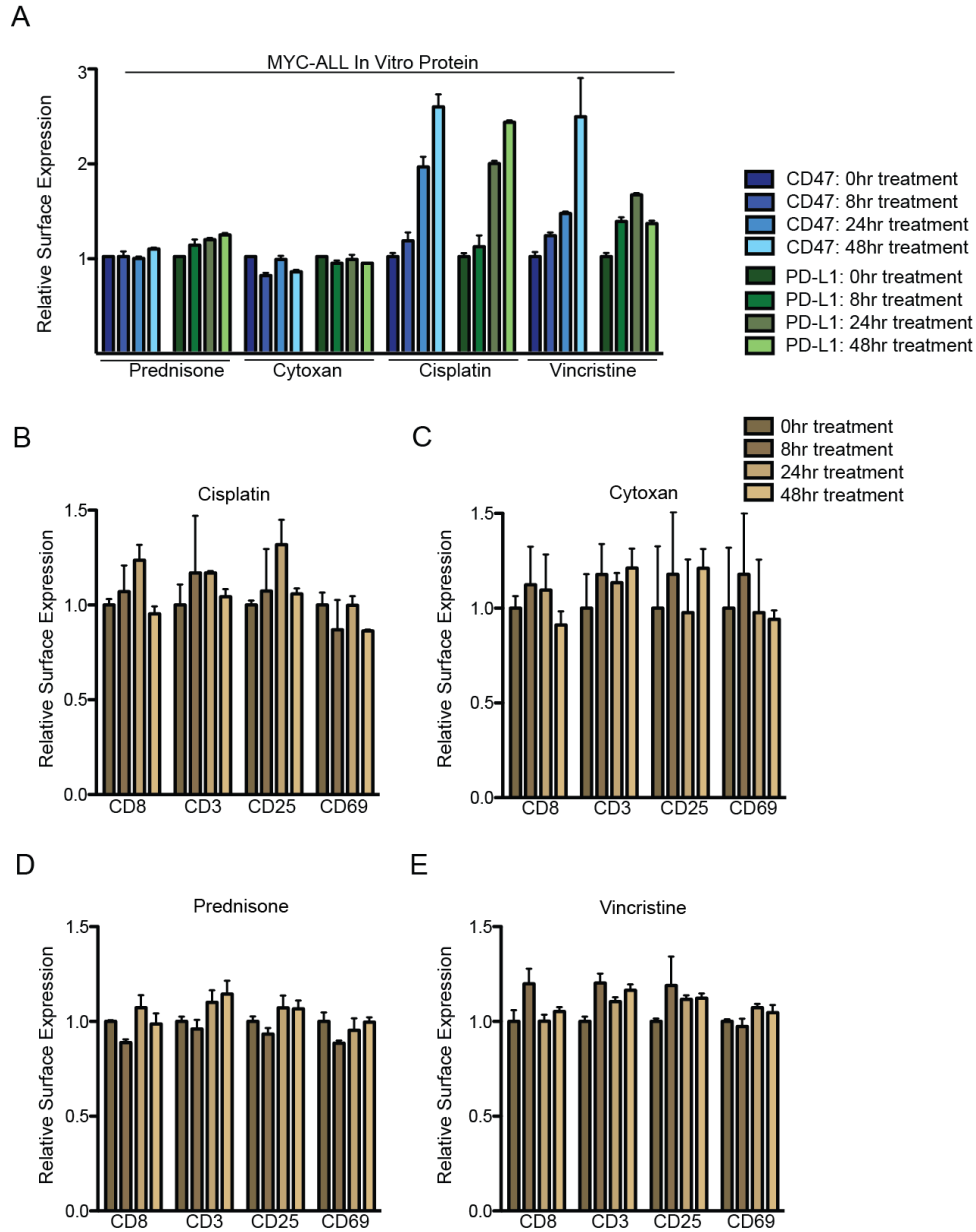 A
MYC-ALL In Vitro Protein
3
2
1
Relative Surface Expression
Prednisone Cytoxan Cisplatin Vincristine
CD47: 0hr treatment
CD47: 8hr treatment
CD47: 24hr treatment
CD47: 48hr treatment
PD-L1: 0hr treatment
PD-L1: 8hr treatment
PD-L1: 24hr treatment
PD-L1: 48hr treatment
0hr treatment
8hr treatment
24hr treatment
48hr treatment
B
Cisplatin
1.5
1.0
0.5
0.0
Relative Surface Expression
CD8 CD3 CD25 CD69
C
Cytoxan
1.5
1.0
0.5
0.0
Relative Surface Expression
CD8 CD3 CD25 CD69
D
Prednisone
1.5
1.0
0.5
0.0
Relative Surface Expression
CD8 CD3 CD25 CD69
E
Vincristine
1.5
1.0
0.5
0.0
Relative Surface Expression
CD8 CD3 CD25 CD69